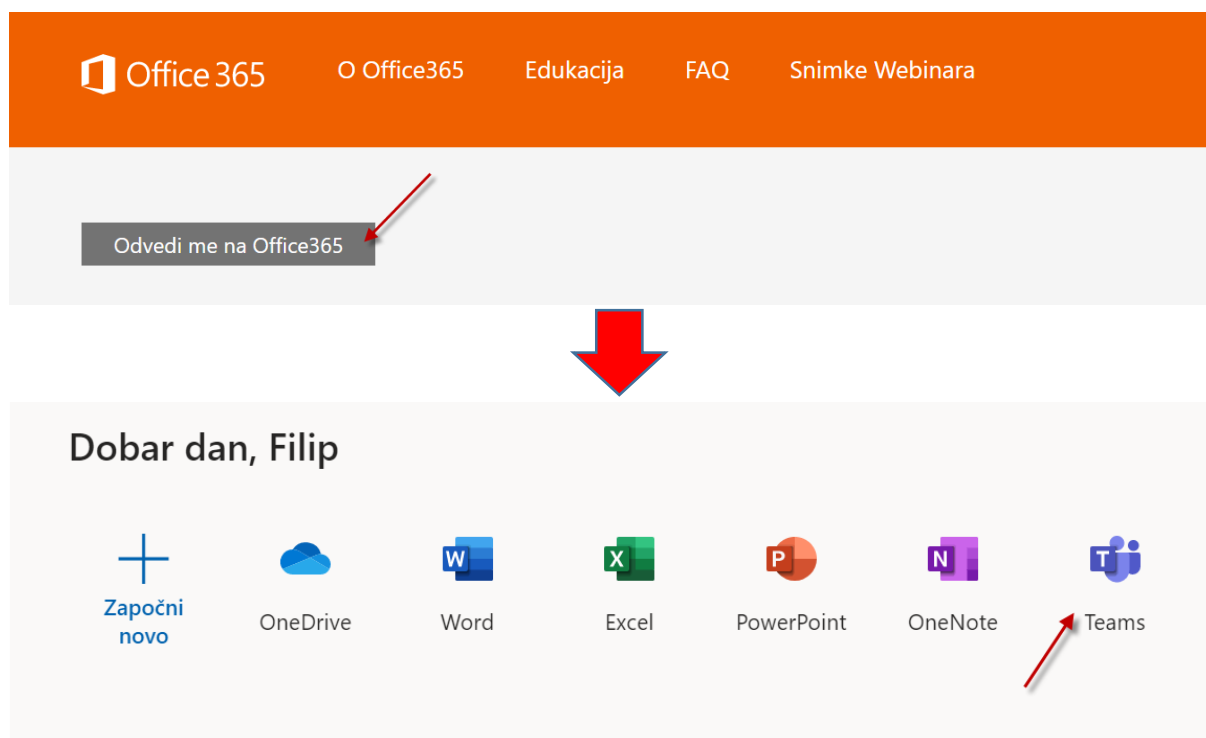 Office 365 O Office365 Edukacija FAQ Snimke Webinara
Odvedi me na Office365
Dobar dan, Filip
Započni
novo
OneDrive Word Excel PowerPoint OneNote Teams